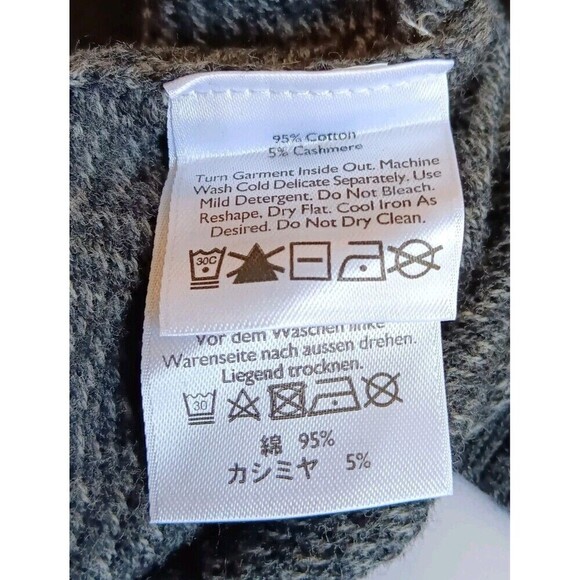 95% Cotton
5% Cashmere
Turn Garment Inside Out. Machine
Wash Cold Delicate Separately, Use
Mild Detergent. Do Not Bleach.
Reshape, Dry Flat. Cool Iron As
Desired. Do Not Dry Clean.
30C
Vor dem Waschen linke
Warenseite nach aussen drehen.
Liegend trocknen.
30
綿 95%
カシミヤ 5%